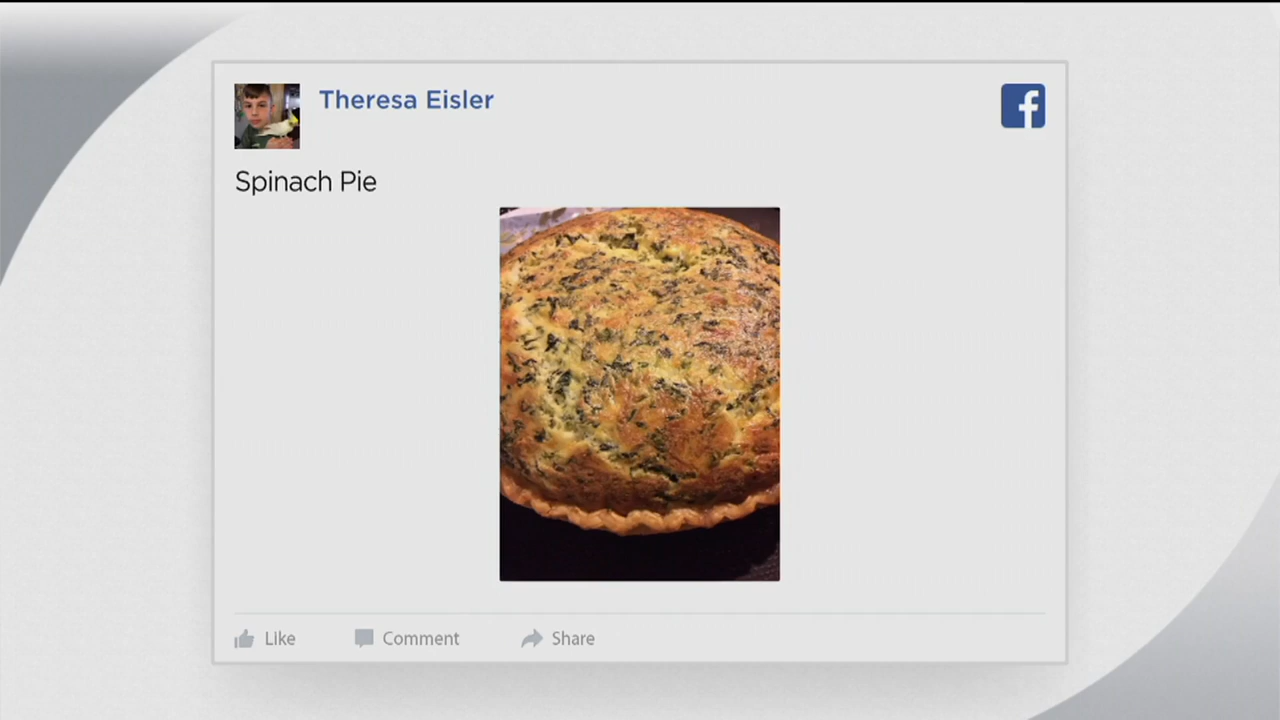 Theresa Eisler
Spinach Pie
Like
Comment
Share